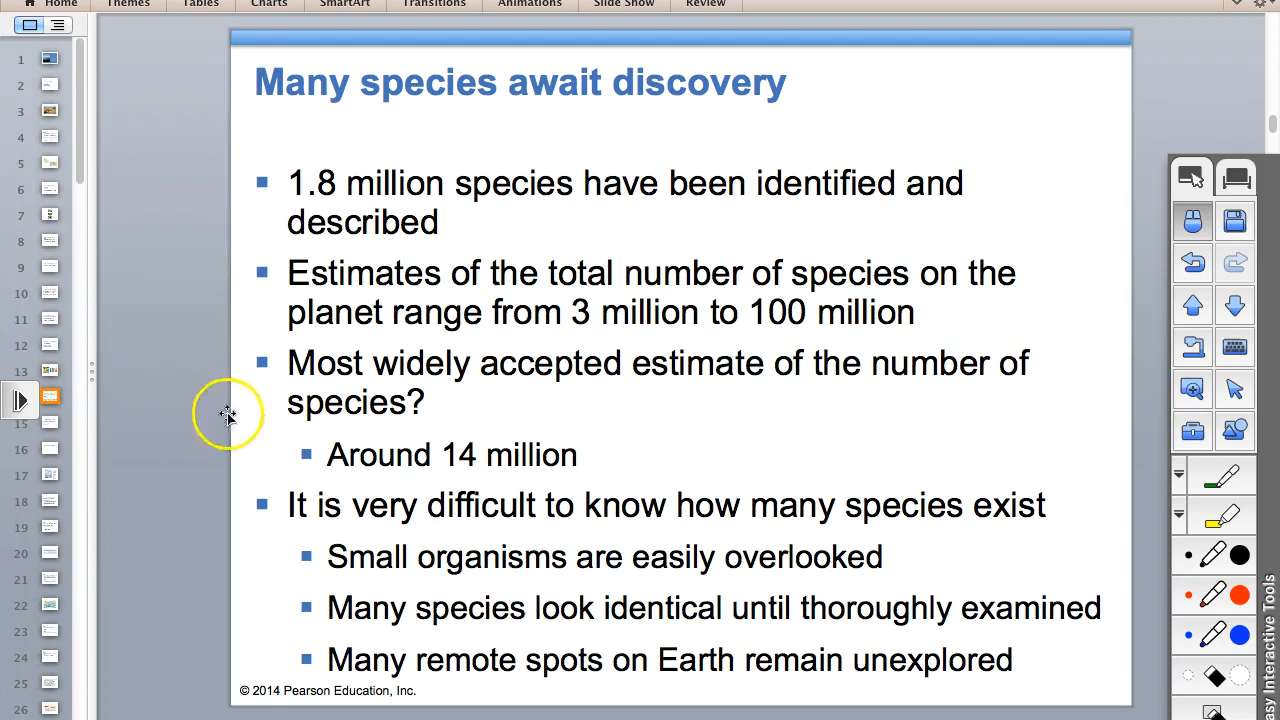 Home Themes Tables Charts SmartArt Transitions Animations Slide Show Review
1
2
3
4
5
6
7
8
9
10
11
12
13
15
16
17
18
19
20
21
22
23
24
25
26
Many species await discovery
1.8 million species have been identified and
described
Estimates of the total number of species on the
planet range from 3 million to 100 million
Most widely accepted estimate of the number of
species?
Around 14 million
It is very difficult to know how many species exist
Small organisms are easily overlooked
Many species look identical until thoroughly examined
Many remote spots on Earth remain unexplored
© 2014 Pearson Education, Inc.
esy Interactive Tools